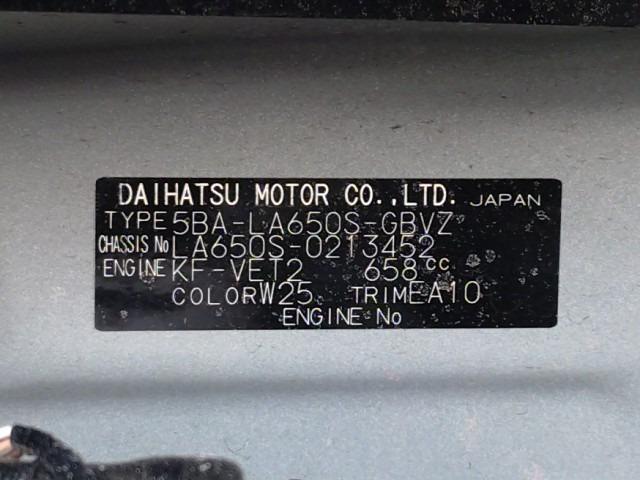 DAIHATSU MOTOR CO.,LTD. JAPAN
TYPE 5BA-LA650S-GBVZ
CHASSIS No LA650S-0213452
ENGINE KF-VET2 658 cc
COLOR W25 TRIM EA10
ENGINE No